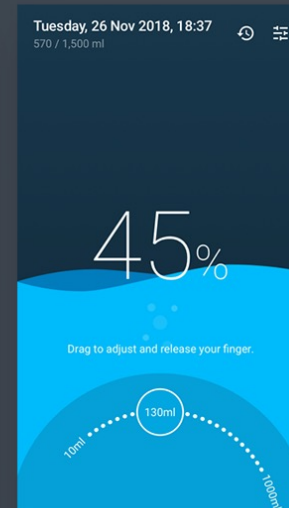 Tuesday, 26 Nov 2018, 18:37
570 / 1,500 ml
45%
Drag to adjust and release your finger.
130ml
10ml
1000ml